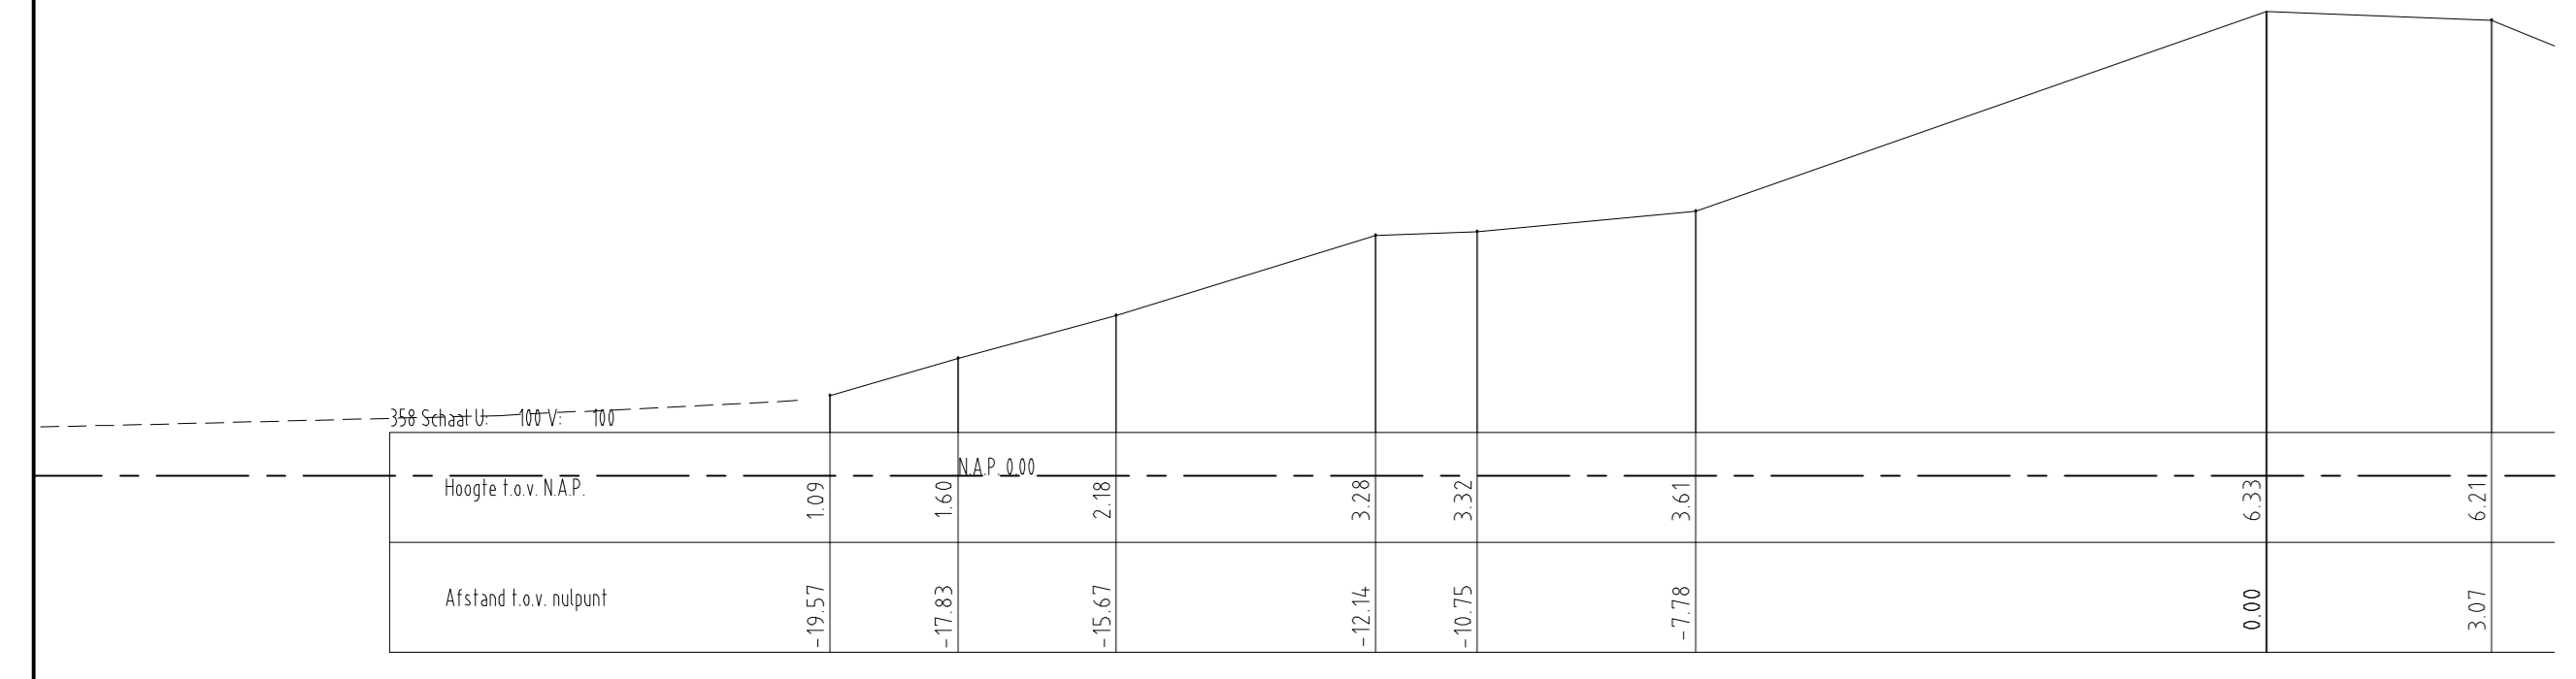 358 Schaal U: 100 V: 100
N.A.P. 0.00
Hoogte t.o.v. N.A.P. 1.09 1.60 2.18 3.28 3.32 3.61 6.33 6.21
Afstand t.o.v. nulpunt -19.57 -17.83 -15.67 -12.14 -10.75 -7.78 0.00 3.07